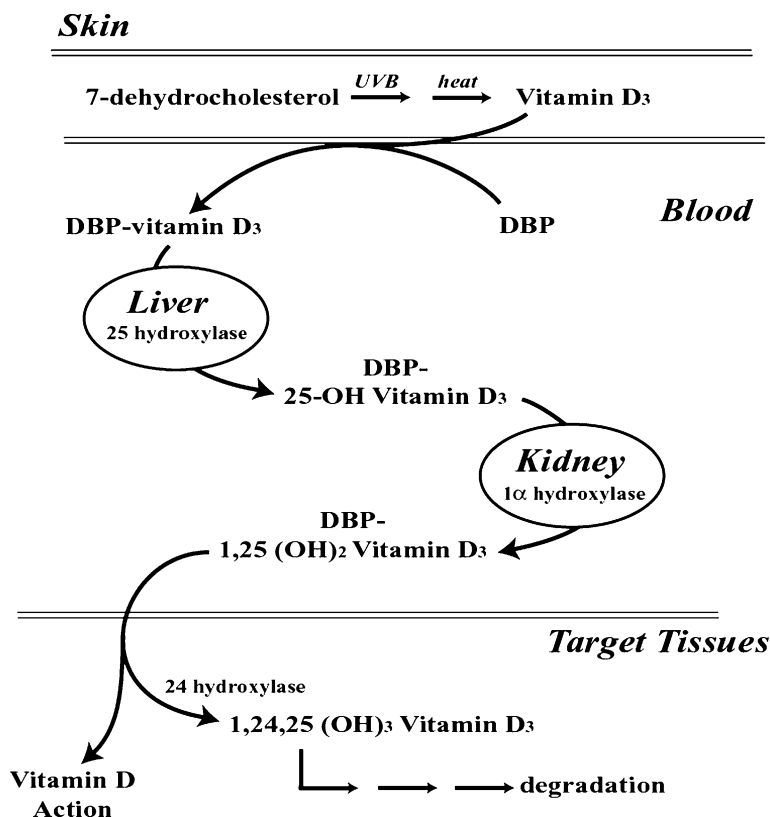 Skin
7-dehydrocholesterol UVB heat Vitamin D3
DBP-vitamin D3
DBP
Blood
Liver
25 hydroxylase
DBP-
25-OH Vitamin D3
Kidney
1α hydroxylase
DBP-
1,25 (OH)2 Vitamin D3
Target Tissues
24 hydroxylase
1,24,25 (OH)3 Vitamin D3
Vitamin D
Action
degradation